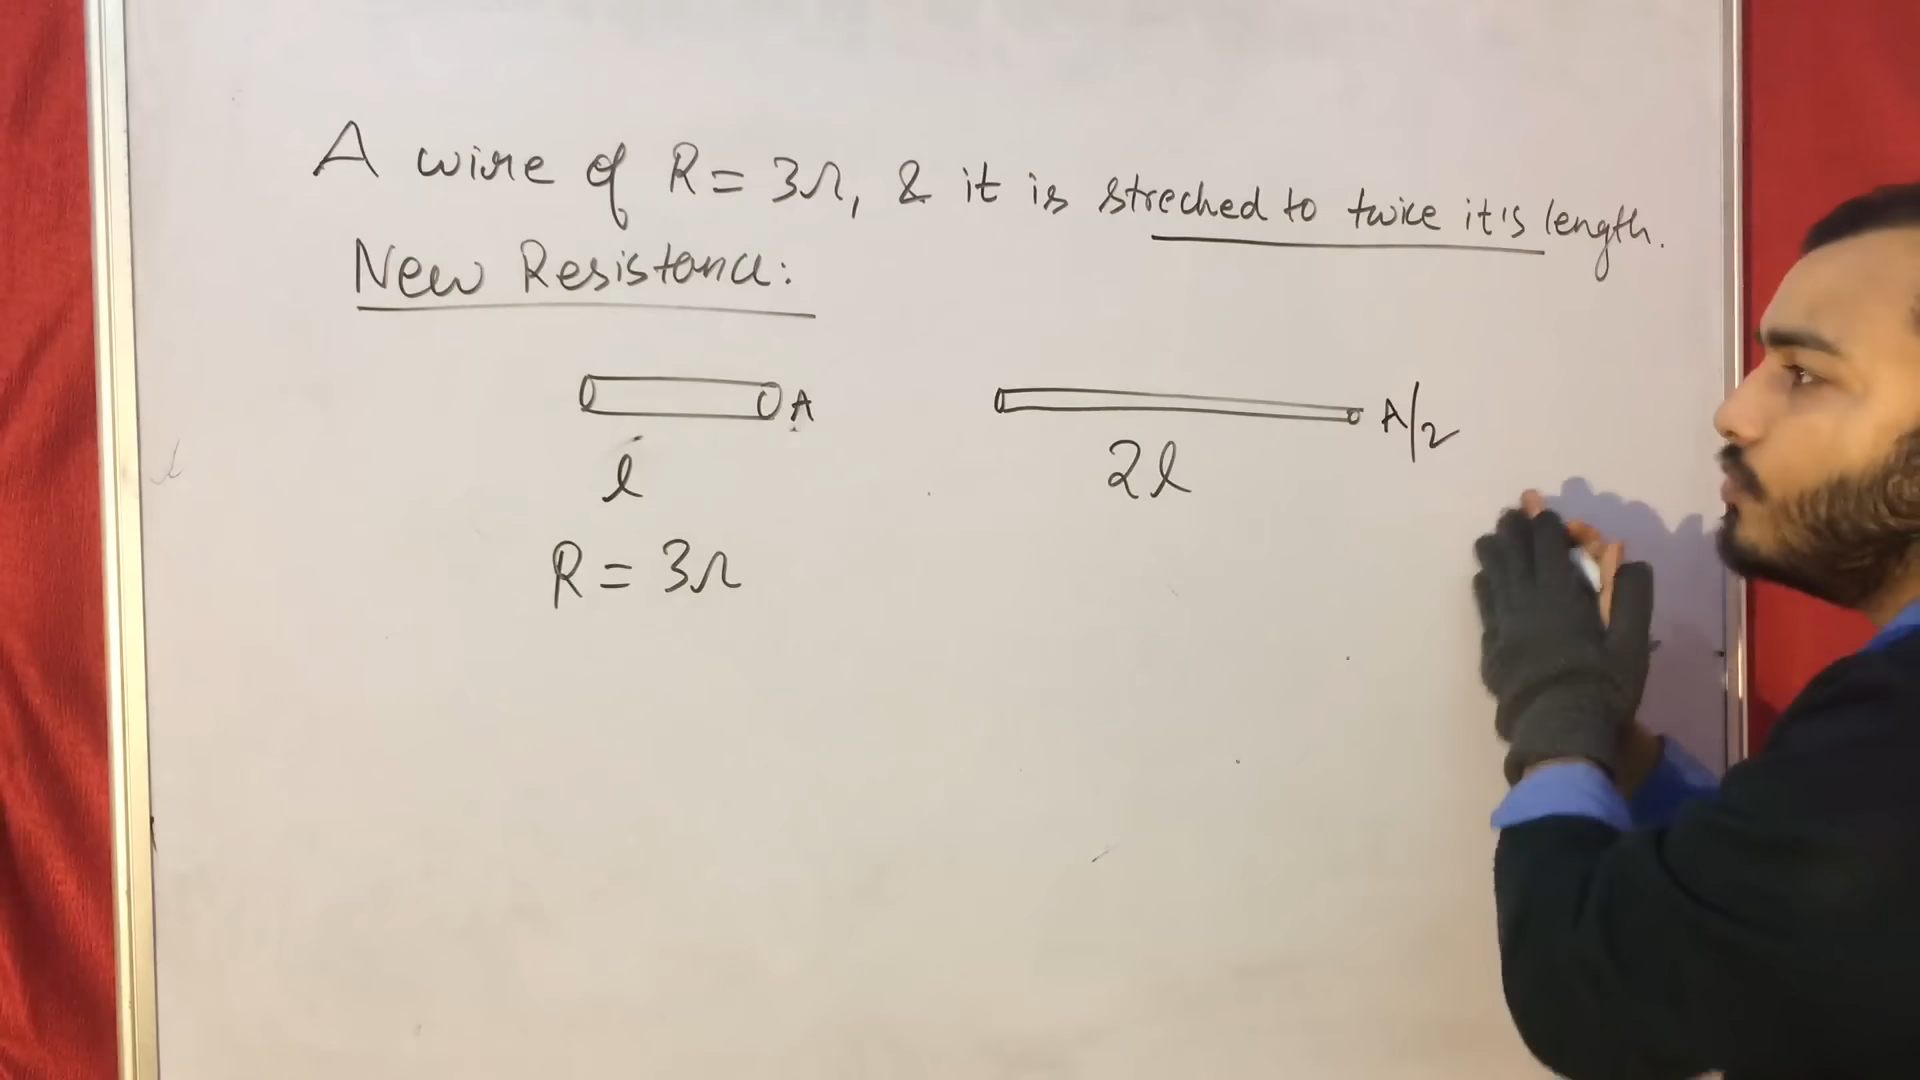 A wire of R = 3Ω, & it is streched to twice it's length.
New Resistance:
A
A/2
l
2l
R = 3Ω